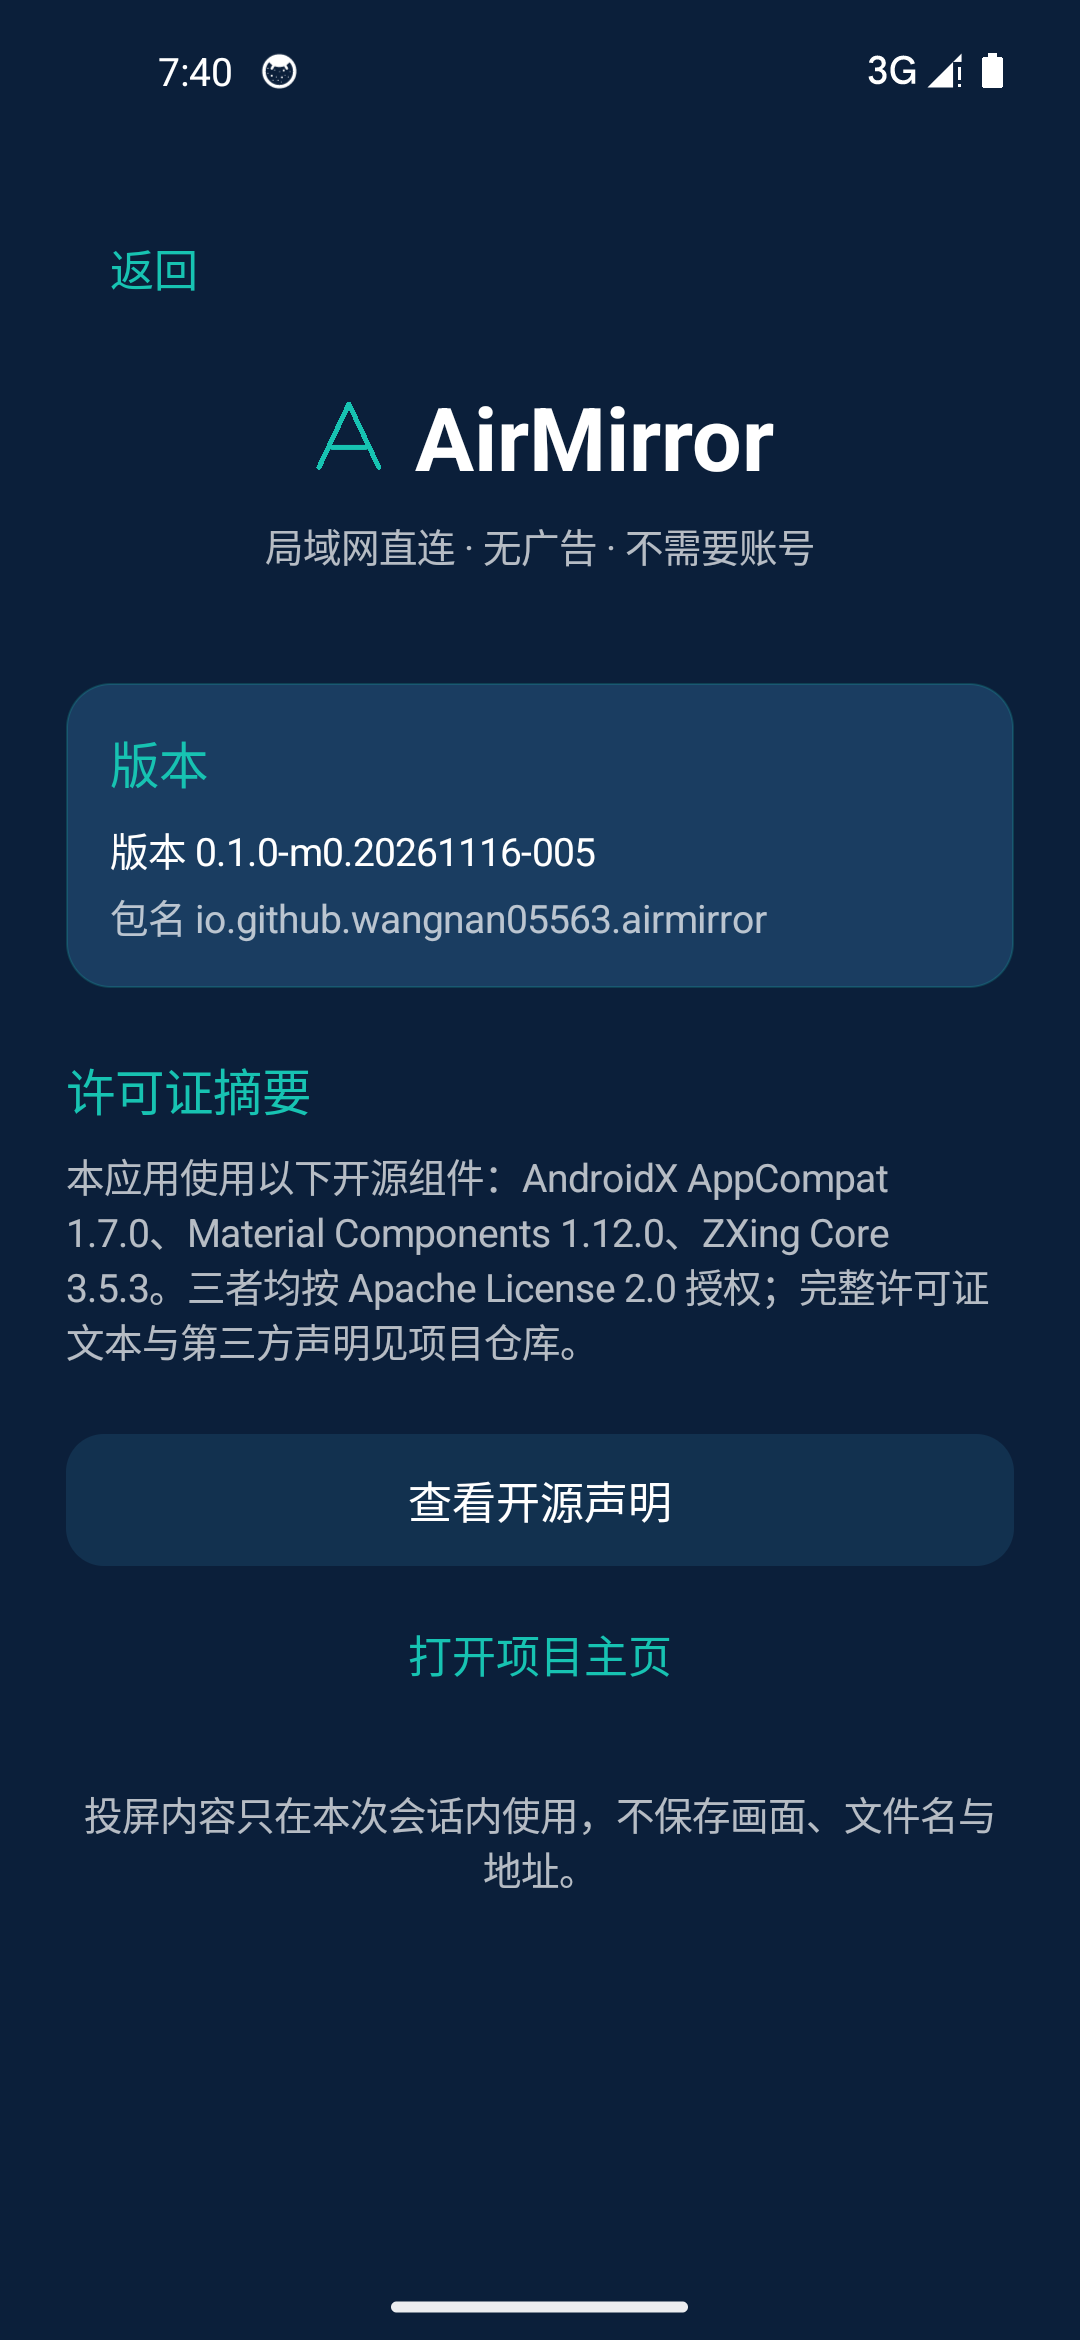 7:40
3G
返回
AirMirror
局域网直连 · 无广告 · 不需要账号
版本
版本 0.1.0-m0.20261116-005
包名 io.github.wangnan05563.airmirror
许可证摘要
本应用使用以下开源组件：AndroidX AppCompat
1.7.0、Material Components 1.12.0、ZXing Core
3.5.3。三者均按 Apache License 2.0 授权；完整许可证
文本与第三方声明见项目仓库。
查看开源声明
打开项目主页
投屏内容只在本次会话内使用，不保存画面、文件名与
地址。